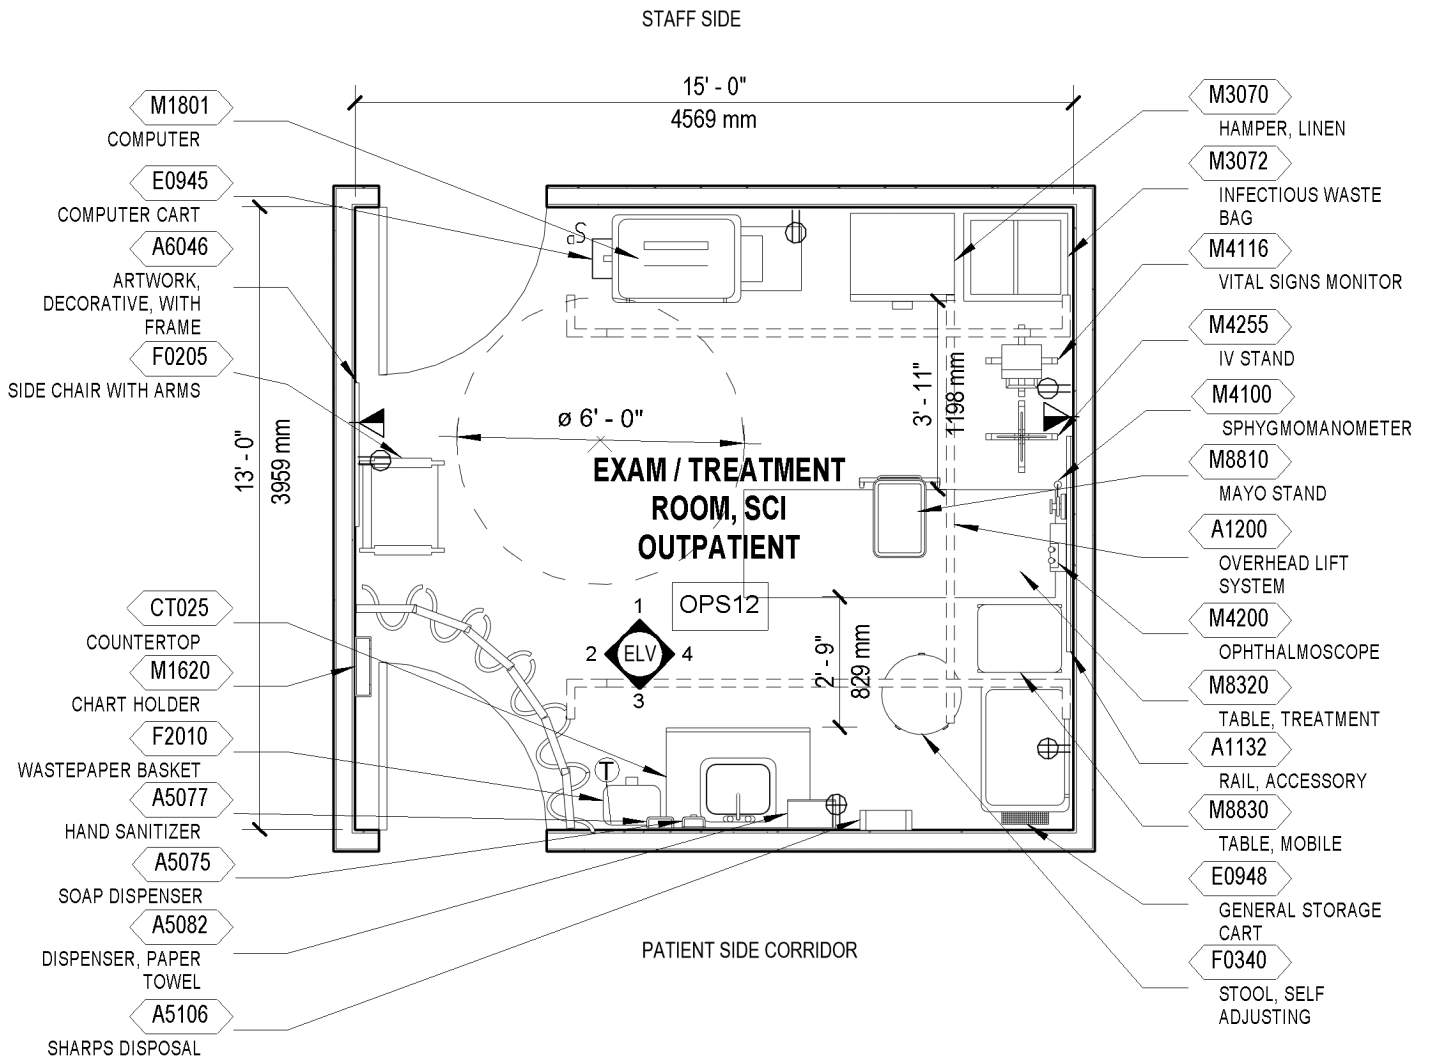 STAFF SIDE
15' - 0"
4569 mm
M1801
COMPUTER
E0945
COMPUTER CART
A6046
ARTWORK,
DECORATIVE, WITH
FRAME
F0205
SIDE CHAIR WITH ARMS
CT025
COUNTERTOP
M1620
CHART HOLDER
F2010
WASTEPAPER BASKET
A5077
HAND SANITIZER
A5075
SOAP DISPENSER
A5082
DISPENSER, PAPER
TOWEL
A5106
SHARPS DISPOSAL
13' - 0"
3959 mm
aS
ø 6' - 0"
EXAM / TREATMENT
ROOM, SCI
OUTPATIENT
OPS12
1
2 ELV 4
3
T
3' - 11"
1198 mm
2' - 9"
829 mm
M3070
HAMPER, LINEN
M3072
INFECTIOUS WASTE
BAG
M4116
VITAL SIGNS MONITOR
M4255
IV STAND
M4100
SPHYGMOMANOMETER
M8810
MAYO STAND
A1200
OVERHEAD LIFT
SYSTEM
M4200
OPHTHALMOSCOPE
M8320
TABLE, TREATMENT
A1132
RAIL, ACCESSORY
M8830
TABLE, MOBILE
E0948
GENERAL STORAGE
CART
F0340
STOOL, SELF
ADJUSTING
PATIENT SIDE CORRIDOR